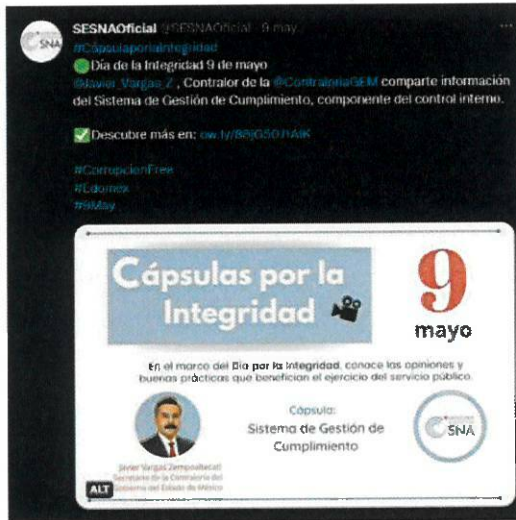 SESNAOficial @SESNAOficial · 9 may.
#CápsulaporlaIntegridad
Día de la Integridad 9 de mayo
@Javier_Vargas_Z , Contralor de la @ContraloriaGEM comparte información
del Sistema de Gestión de Cumplimiento, componente del control interno.
Descubre más en:
#CorrupcionFree
#Edomex
#9May
Cápsulas por la
Integridad
9
mayo
En el marco del Día por la Integridad, conoce las opiniones y
buenas prácticas que benefician el ejercicio del servicio público.
Cápsula:
Sistema de Gestión de
Cumplimiento
SNA
Javier Vargas Zempoaltecatl
Secretario de la Contraloría del
Gobierno del Estado de México
ALT